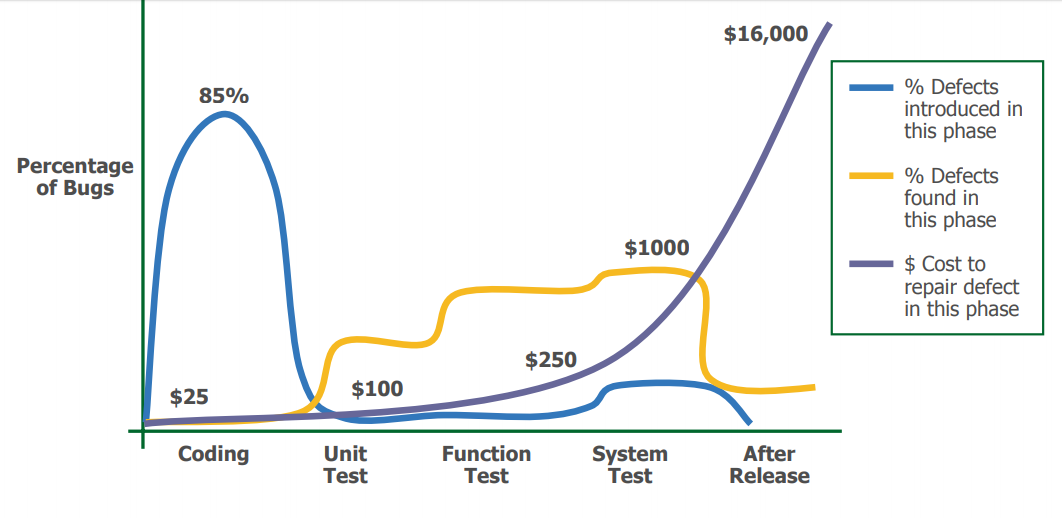 $16,000
85%
Percentage
of Bugs
$1000
$250
$100
$25
Coding
Unit
Test
Function
Test
System
Test
After
Release
% Defects
introduced in
this phase
% Defects
found in
this phase
$ Cost to
repair defect
in this phase